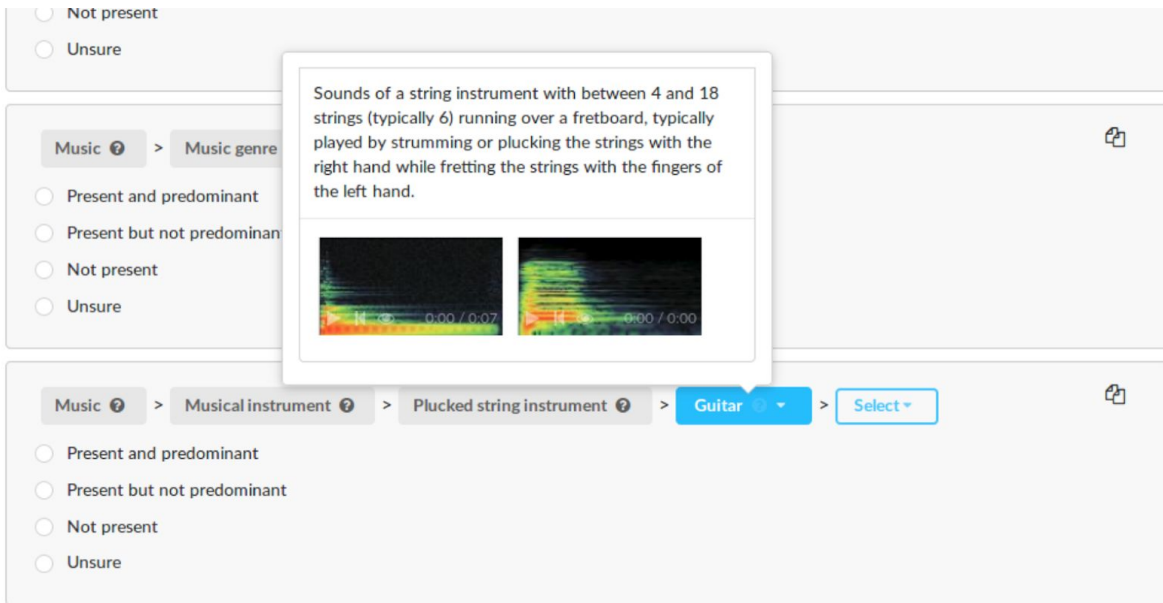 Not present
Unsure
Sounds of a string instrument with between 4 and 18
strings (typically 6) running over a fretboard, typically
played by strumming or plucking the strings with the
right hand while fretting the strings with the fingers of
the left hand.
Music > Music genre
Present and predominant
Present but not predominan
Not present
Unsure
0:00 / 0:07 0:00 / 0:00
Music > Musical instrument > Plucked string instrument > Guitar > Select
Present and predominant
Present but not predominant
Not present
Unsure